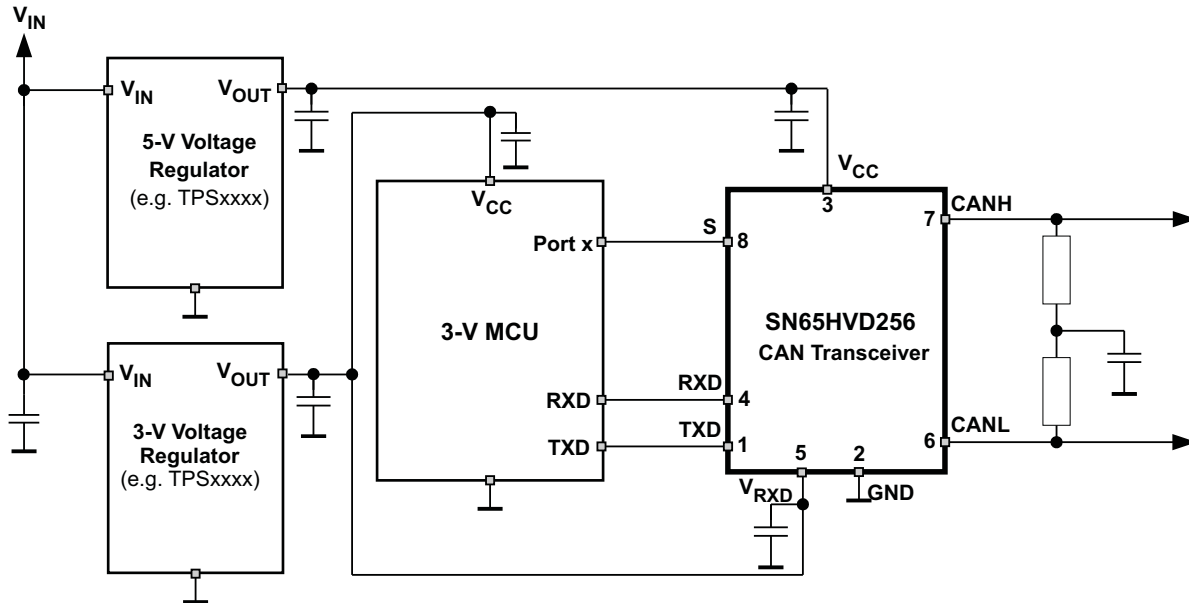 VIN
VIN
VOUT
5-V Voltage
Regulator
(e.g. TPSxxxx)
VCC
Port x
3-V MCU
RXD
TXD
VCC
3
S
8
7
CANH
SN65HVD256
CAN Transceiver
RXD
4
TXD
1
6
CANL
5
2
VRXD
GND
VIN
VOUT
3-V Voltage
Regulator
(e.g. TPSxxxx)